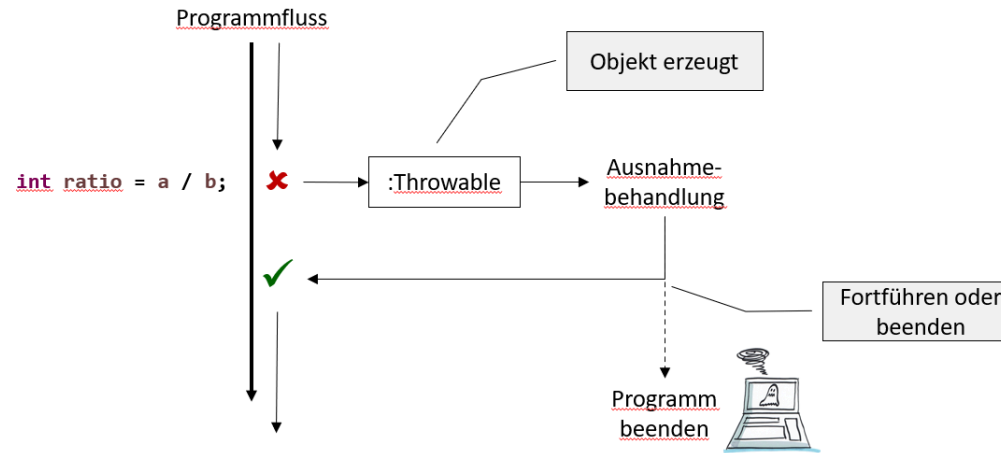 Programmfluss
Objekt erzeugt
int ratio = a / b;
:Throwable
Ausnahme-
behandlung
Fortführen oder
beenden
Programm
beenden